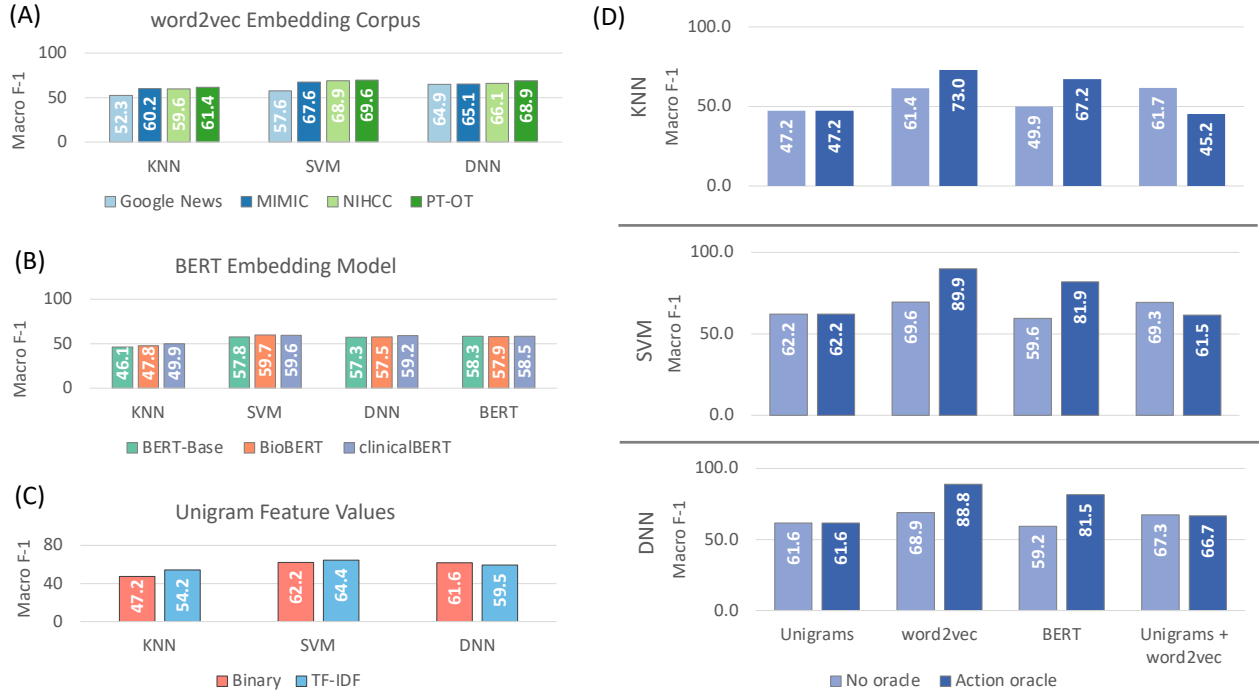 (A)
word2vec Embedding Corpus
Macro F-1
100
50
0
52.3 60.2 59.6 61.4 57.6 67.6 68.9 69.6 64.9 65.1 66.1 68.9
KNN SVM DNN
Google News MIMIC NIHCC PT-OT
(B)
BERT Embedding Model
Macro F-1
100
50
0
46.1 47.8 49.9 57.8 59.7 59.6 57.3 57.5 59.2 58.3 57.9 58.5
KNN SVM DNN BERT
BERT-Base BioBERT clinicalBERT
(C)
Unigram Feature Values
Macro F-1
80
40
0
47.2 54.2 62.2 64.4 61.6 59.5
KNN SVM DNN
Binary TF-IDF
(D)
KNN
Macro F-1
100.0
50.0
0.0
47.2 47.2 61.4 73.0 49.9 67.2 61.7 45.2
SVM
Macro F-1
100.0
50.0
0.0
62.2 62.2 69.6 89.9 59.6 81.9 69.3 61.5
DNN
Macro F-1
100.0
50.0
0.0
61.6 61.6 68.9 88.8 59.2 81.5 67.3 66.7
Unigrams word2vec BERT Unigrams +
word2vec
No oracle Action oracle